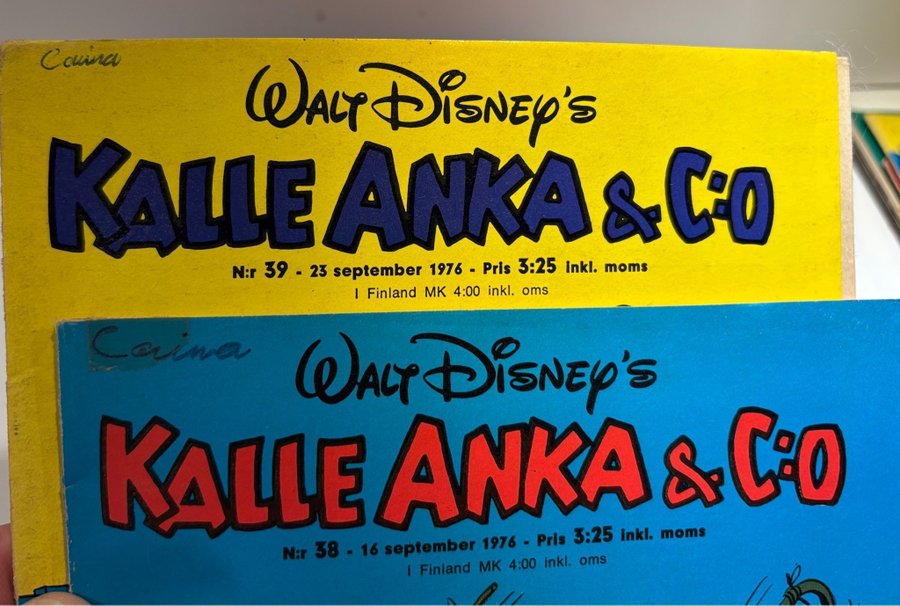 Carina
WALT DISNEY'S
KALLE ANKA & C:O
N:r 39 - 23 september 1976 - Pris 3:25 inkl. moms
I Finland MK 4:00 inkl. oms
Carina
WALT DISNEY'S
KALLE ANKA & C:O
N:r 38 - 16 september 1976 - Pris 3:25 inkl. moms
I Finland MK 4:00 inkl. oms